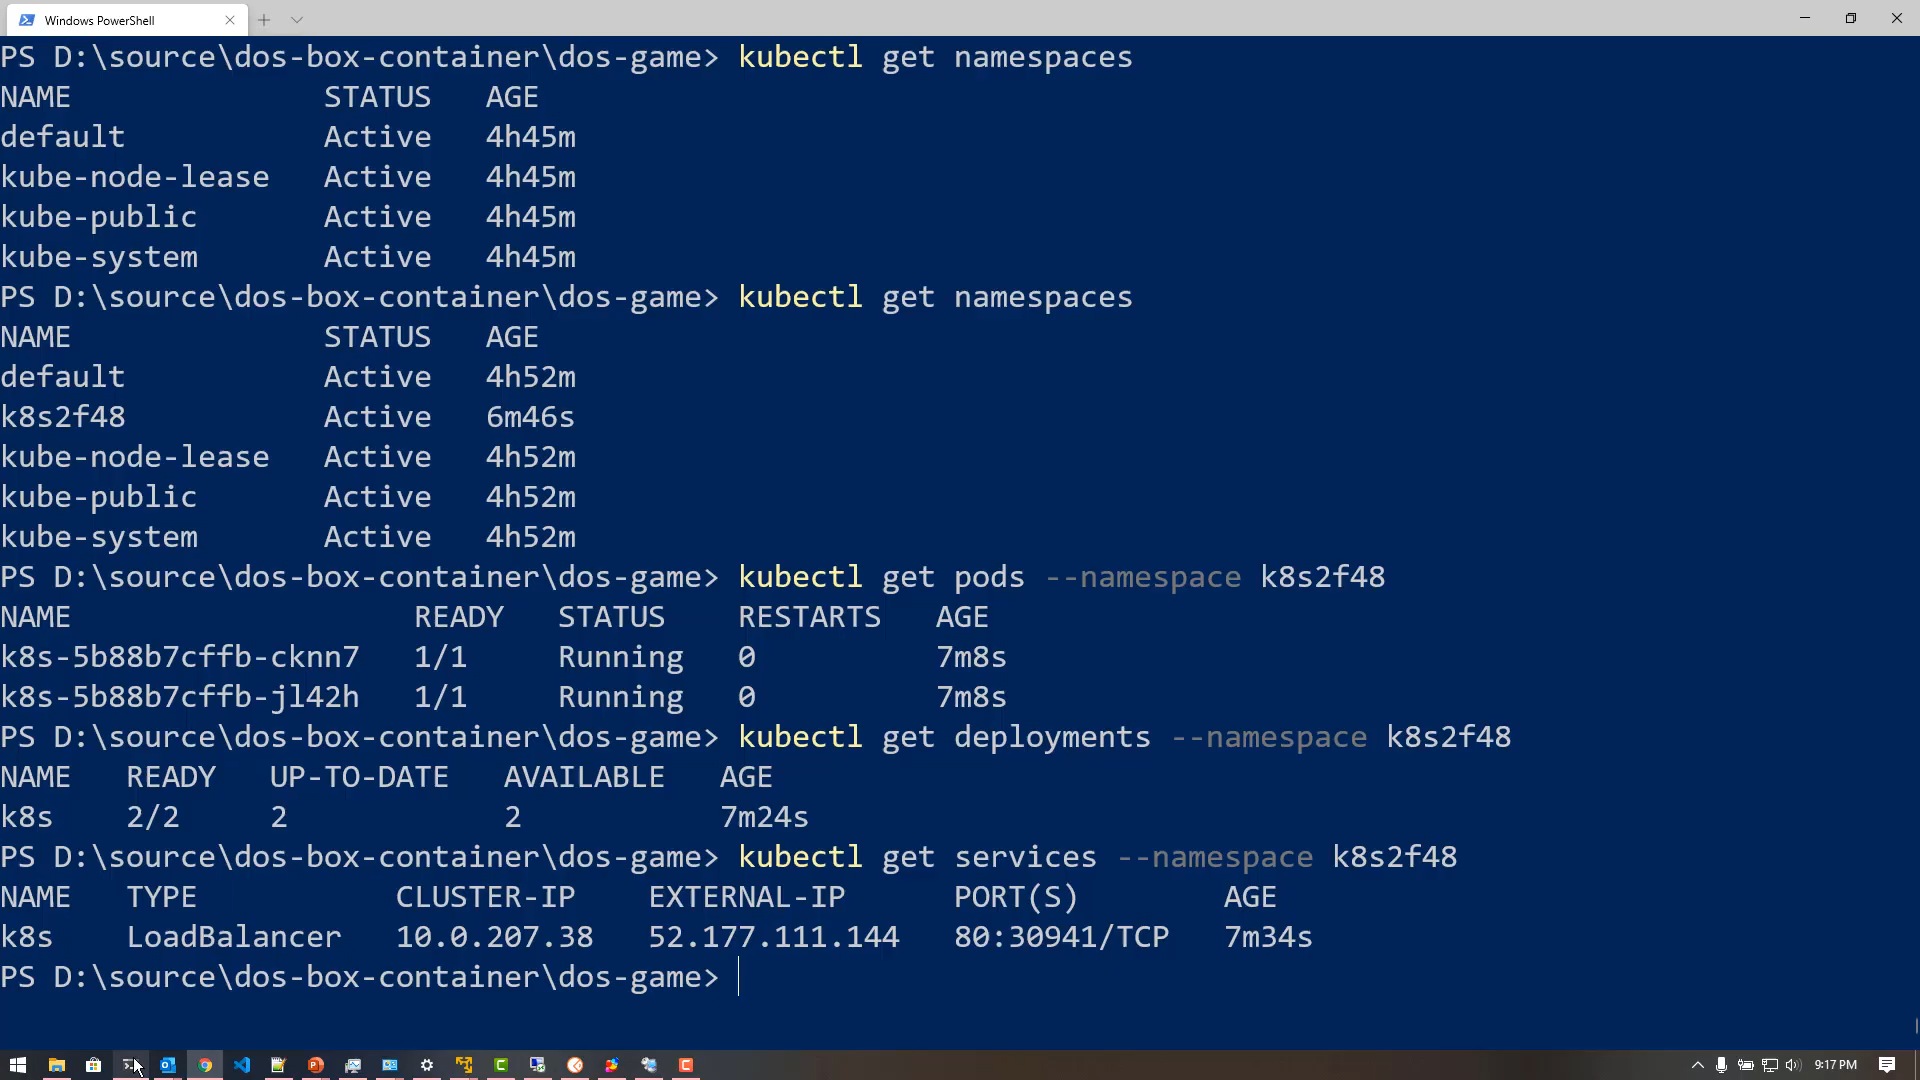 Windows PowerShell
PS D:\source\dos-box-container\dos-game> kubectl get namespaces
NAME STATUS AGE
default Active 4h45m
kube-node-lease Active 4h45m
kube-public Active 4h45m
kube-system Active 4h45m
PS D:\source\dos-box-container\dos-game> kubectl get namespaces
NAME STATUS AGE
default Active 4h52m
k8s2f48 Active 6m46s
kube-node-lease Active 4h52m
kube-public Active 4h52m
kube-system Active 4h52m
PS D:\source\dos-box-container\dos-game> kubectl get pods --namespace k8s2f48
NAME READY STATUS RESTARTS AGE
k8s-5b88b7cffb-cknn7 1/1 Running 0 7m8s
k8s-5b88b7cffb-jl42h 1/1 Running 0 7m8s
PS D:\source\dos-box-container\dos-game> kubectl get deployments --namespace k8s2f48
NAME READY UP-TO-DATE AVAILABLE AGE
k8s 2/2 2 2 7m24s
PS D:\source\dos-box-container\dos-game> kubectl get services --namespace k8s2f48
NAME TYPE CLUSTER-IP EXTERNAL-IP PORT(S) AGE
k8s LoadBalancer 10.0.207.38 52.177.111.144 80:30941/TCP 7m34s
PS D:\source\dos-box-container\dos-game>
9:17 PM